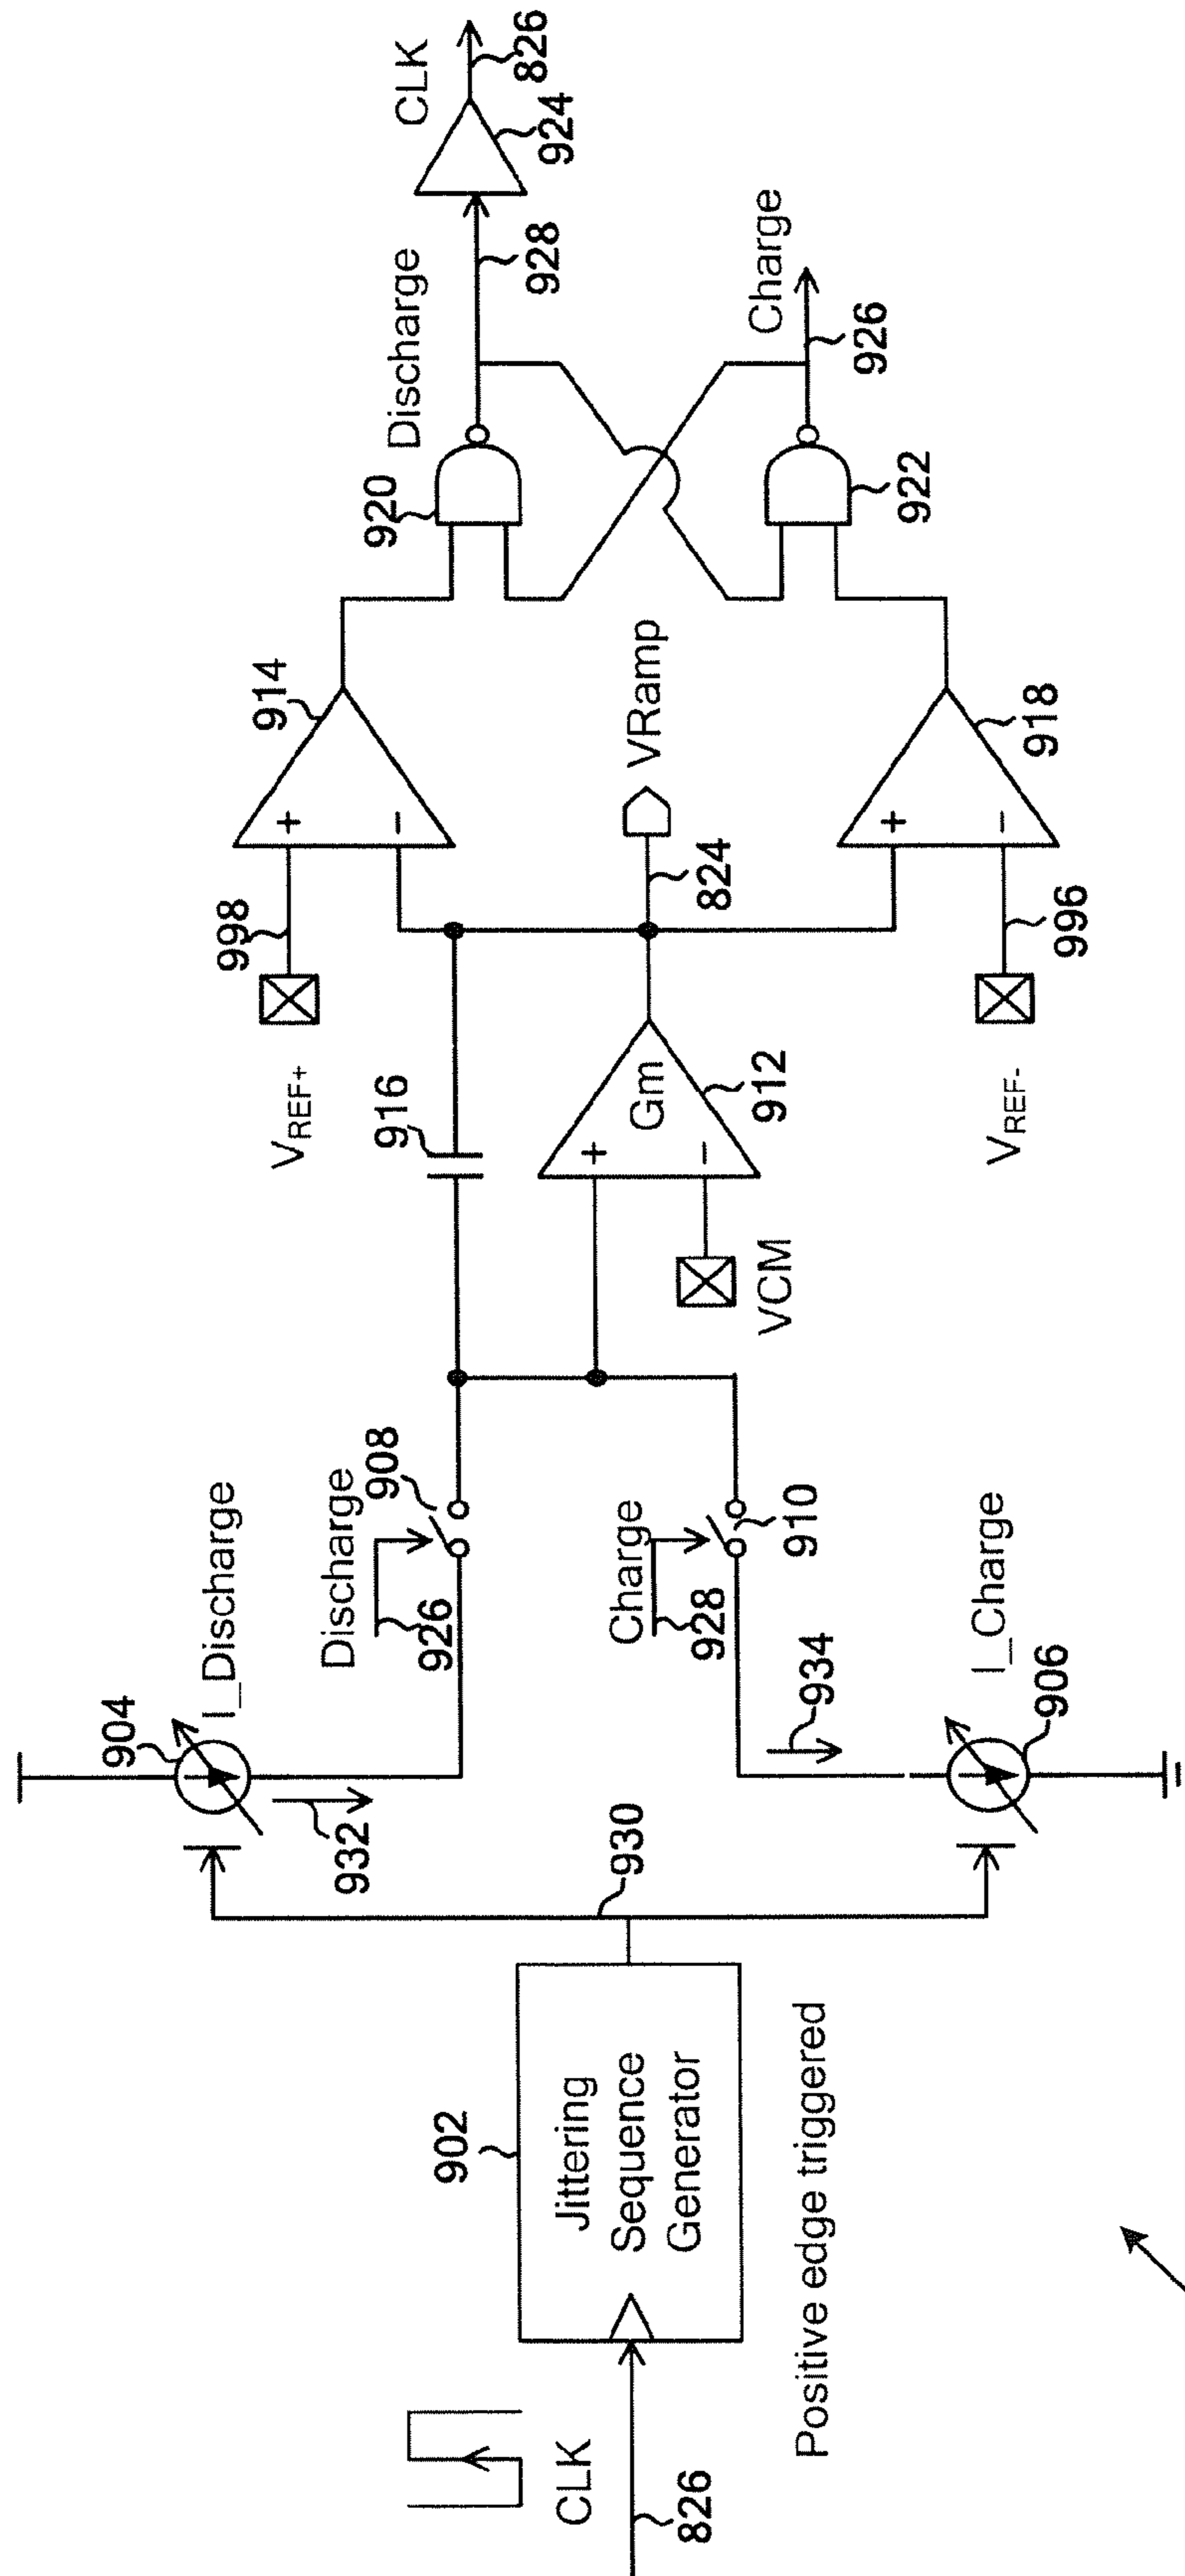 CLK
826
902
Jittering
Sequence
Generator
Positive edge triggered
930
904
I_Discharge
932
Discharge
926
908
Charge
928
910
934
I_Charge
906
916
VCM
+
−
Gm
912
VREF+
998
+
−
914
824
VRamp
VREF-
996
+
−
918
920
Discharge
928
CLK
924
826
922
Charge
926